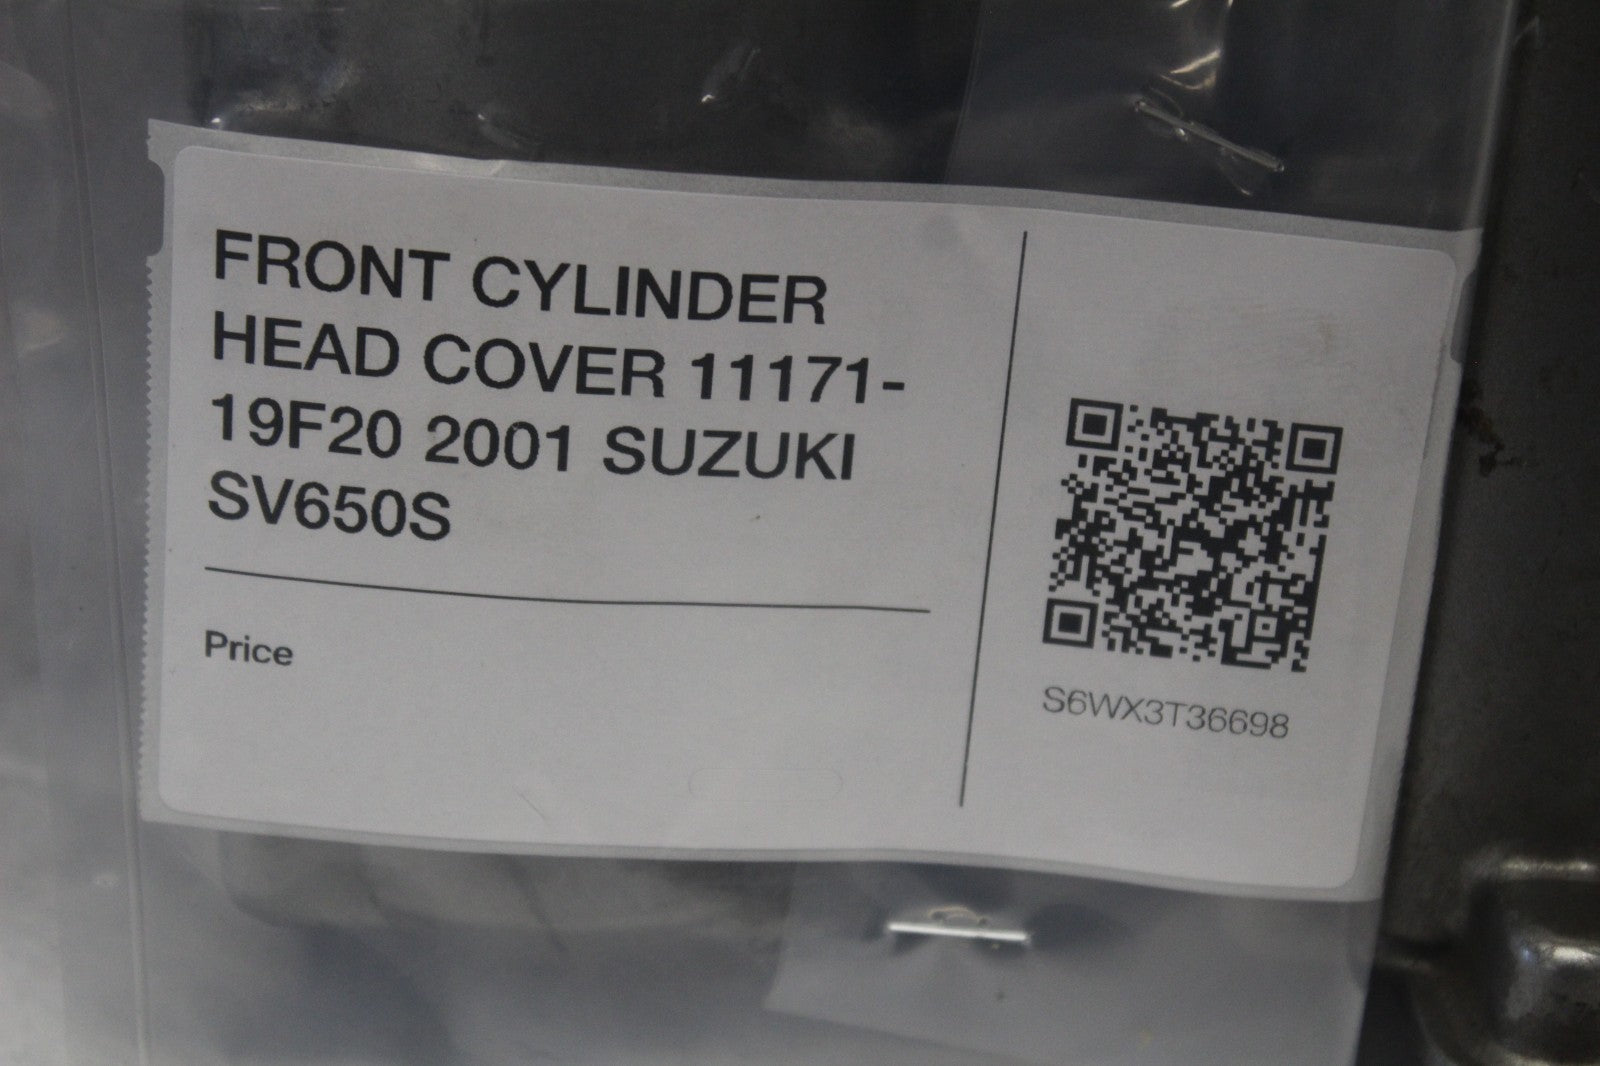 FRONT CYLINDER
HEAD COVER 11171-
19F20 2001 SUZUKI
SV650S
Price
S6WX3T36698